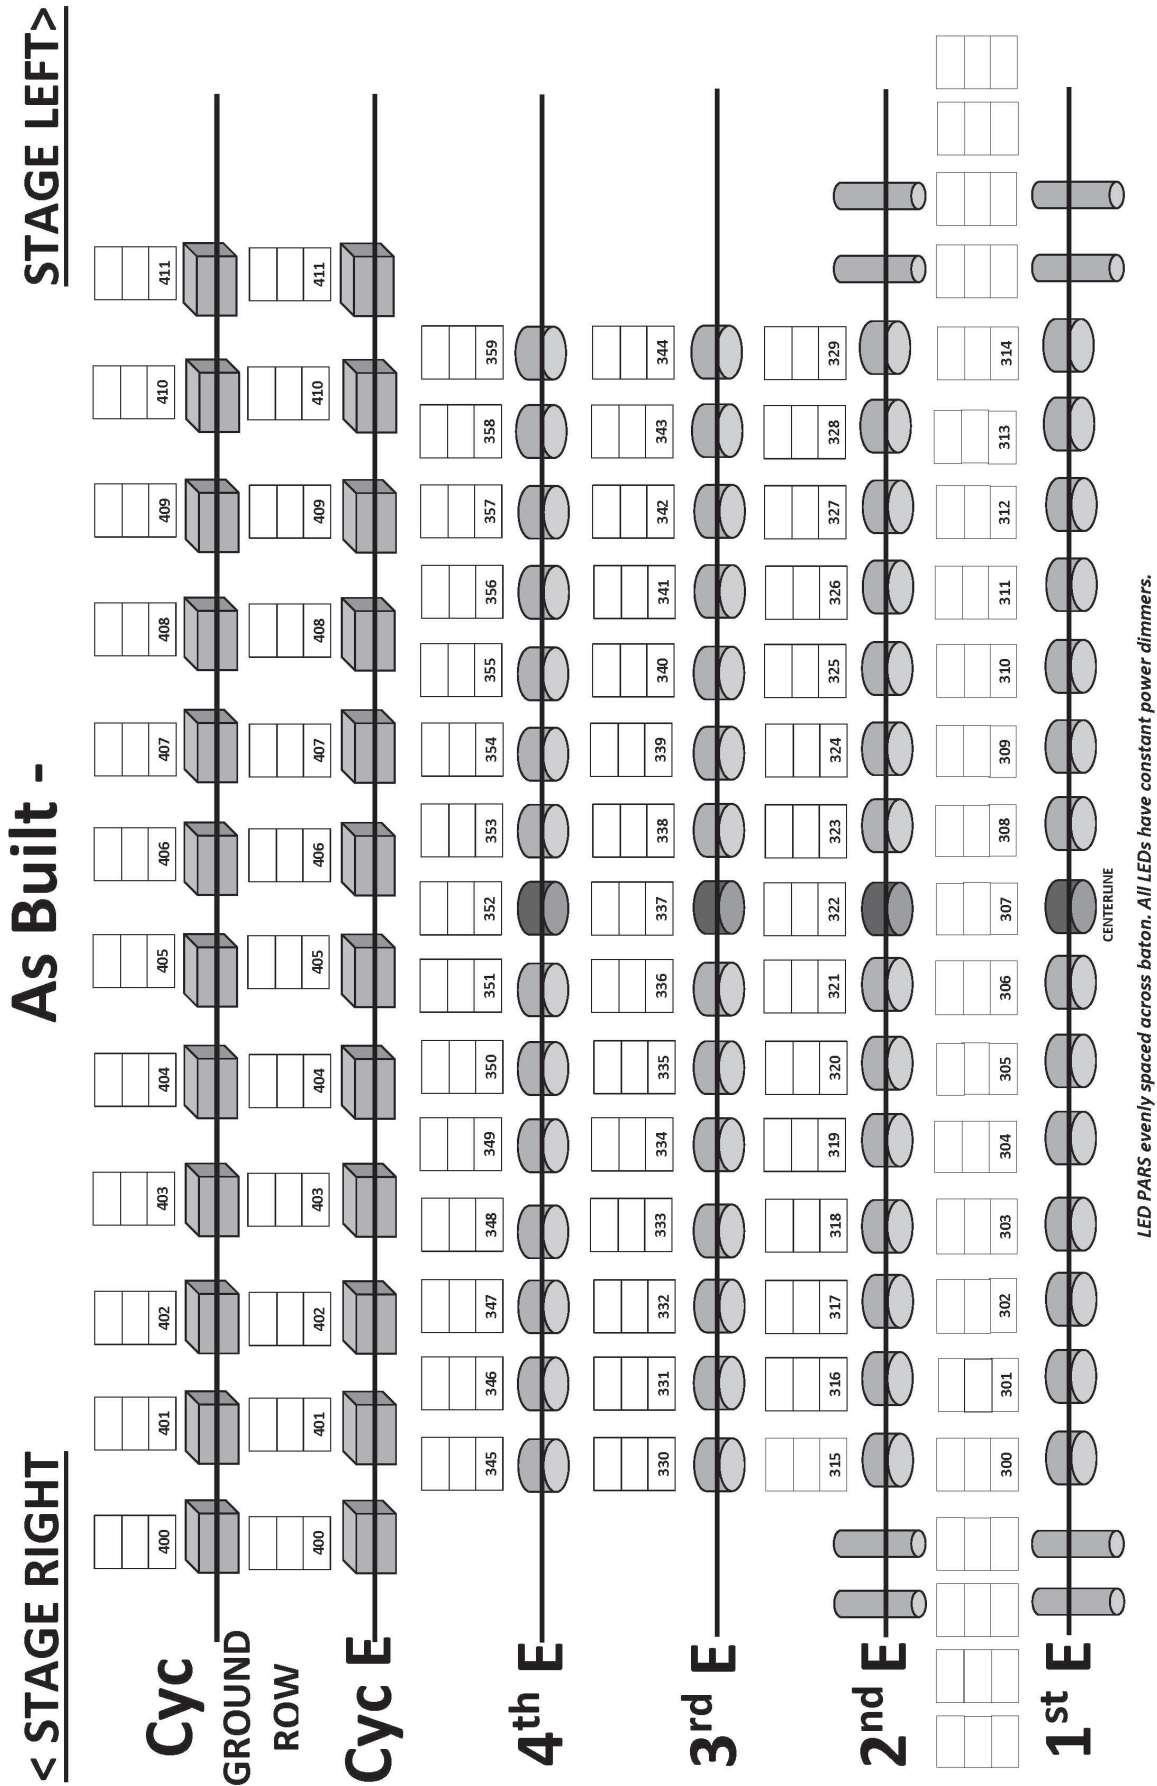 As Built -
< STAGE RIGHT
STAGE LEFT>
400 401 402 403 404 405 406 407 408 409 410 411
Cyc
GROUND
ROW
400 401 402 403 404 405 406 407 408 409 410 411
Cyc E
345 346 347 348 349 350 351 352 353 354 355 356 357 358 359
4th E
330 331 332 333 334 335 336 337 338 339 340 341 342 343 344
3rd E
315 316 317 318 319 320 321 322 323 324 325 326 327 328 329
2nd E
300 301 302 303 304 305 306 307 308 309 310 311 312 313 314
1st E
CENTERLINE
LED PARS evenly spaced across baton. All LEDs have constant power dimmers.